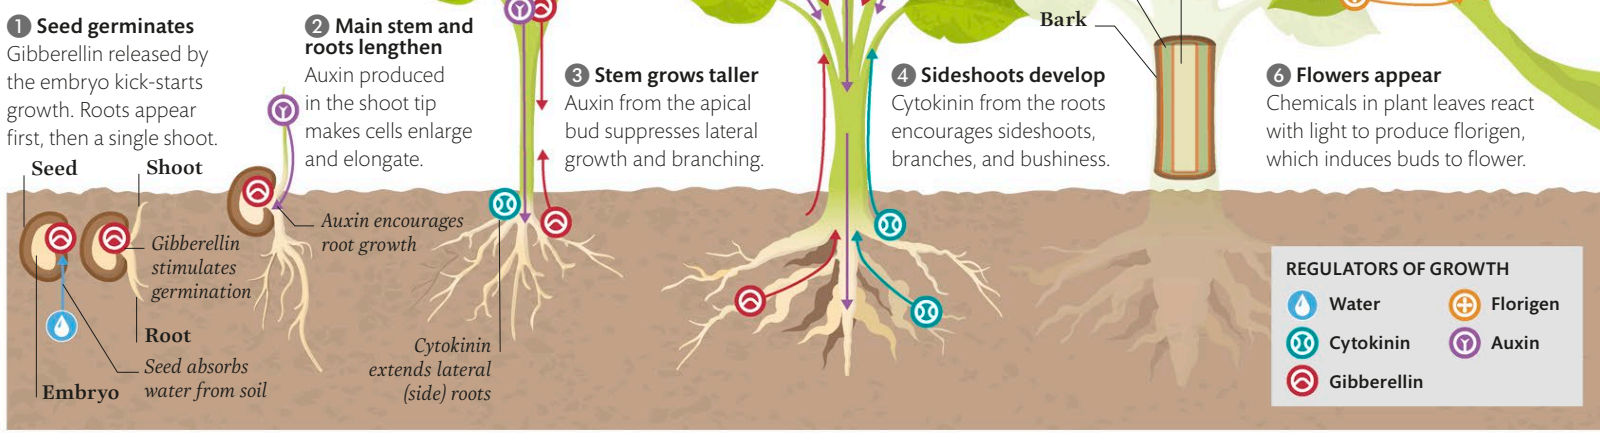 1 Seed germinates
Gibberellin released by
the embryo kick-starts
growth. Roots appear
first, then a single shoot.
Seed
Shoot
Gibberellin
stimulates
germination
Root
Seed absorbs
water from soil
Embryo
2 Main stem and
roots lengthen
Auxin produced
in the shoot tip
makes cells enlarge
and elongate.
Auxin encourages
root growth
Cytokinin
extends lateral
(side) roots
3 Stem grows taller
Auxin from the apical
bud suppresses lateral
growth and branching.
4 Sideshoots develop
Cytokinin from the roots
encourages sideshoots,
branches, and bushiness.
Bark
6 Flowers appear
Chemicals in plant leaves react
with light to produce florigen,
which induces buds to flower.
REGULATORS OF GROWTH
Water
Florigen
Cytokinin
Auxin
Gibberellin